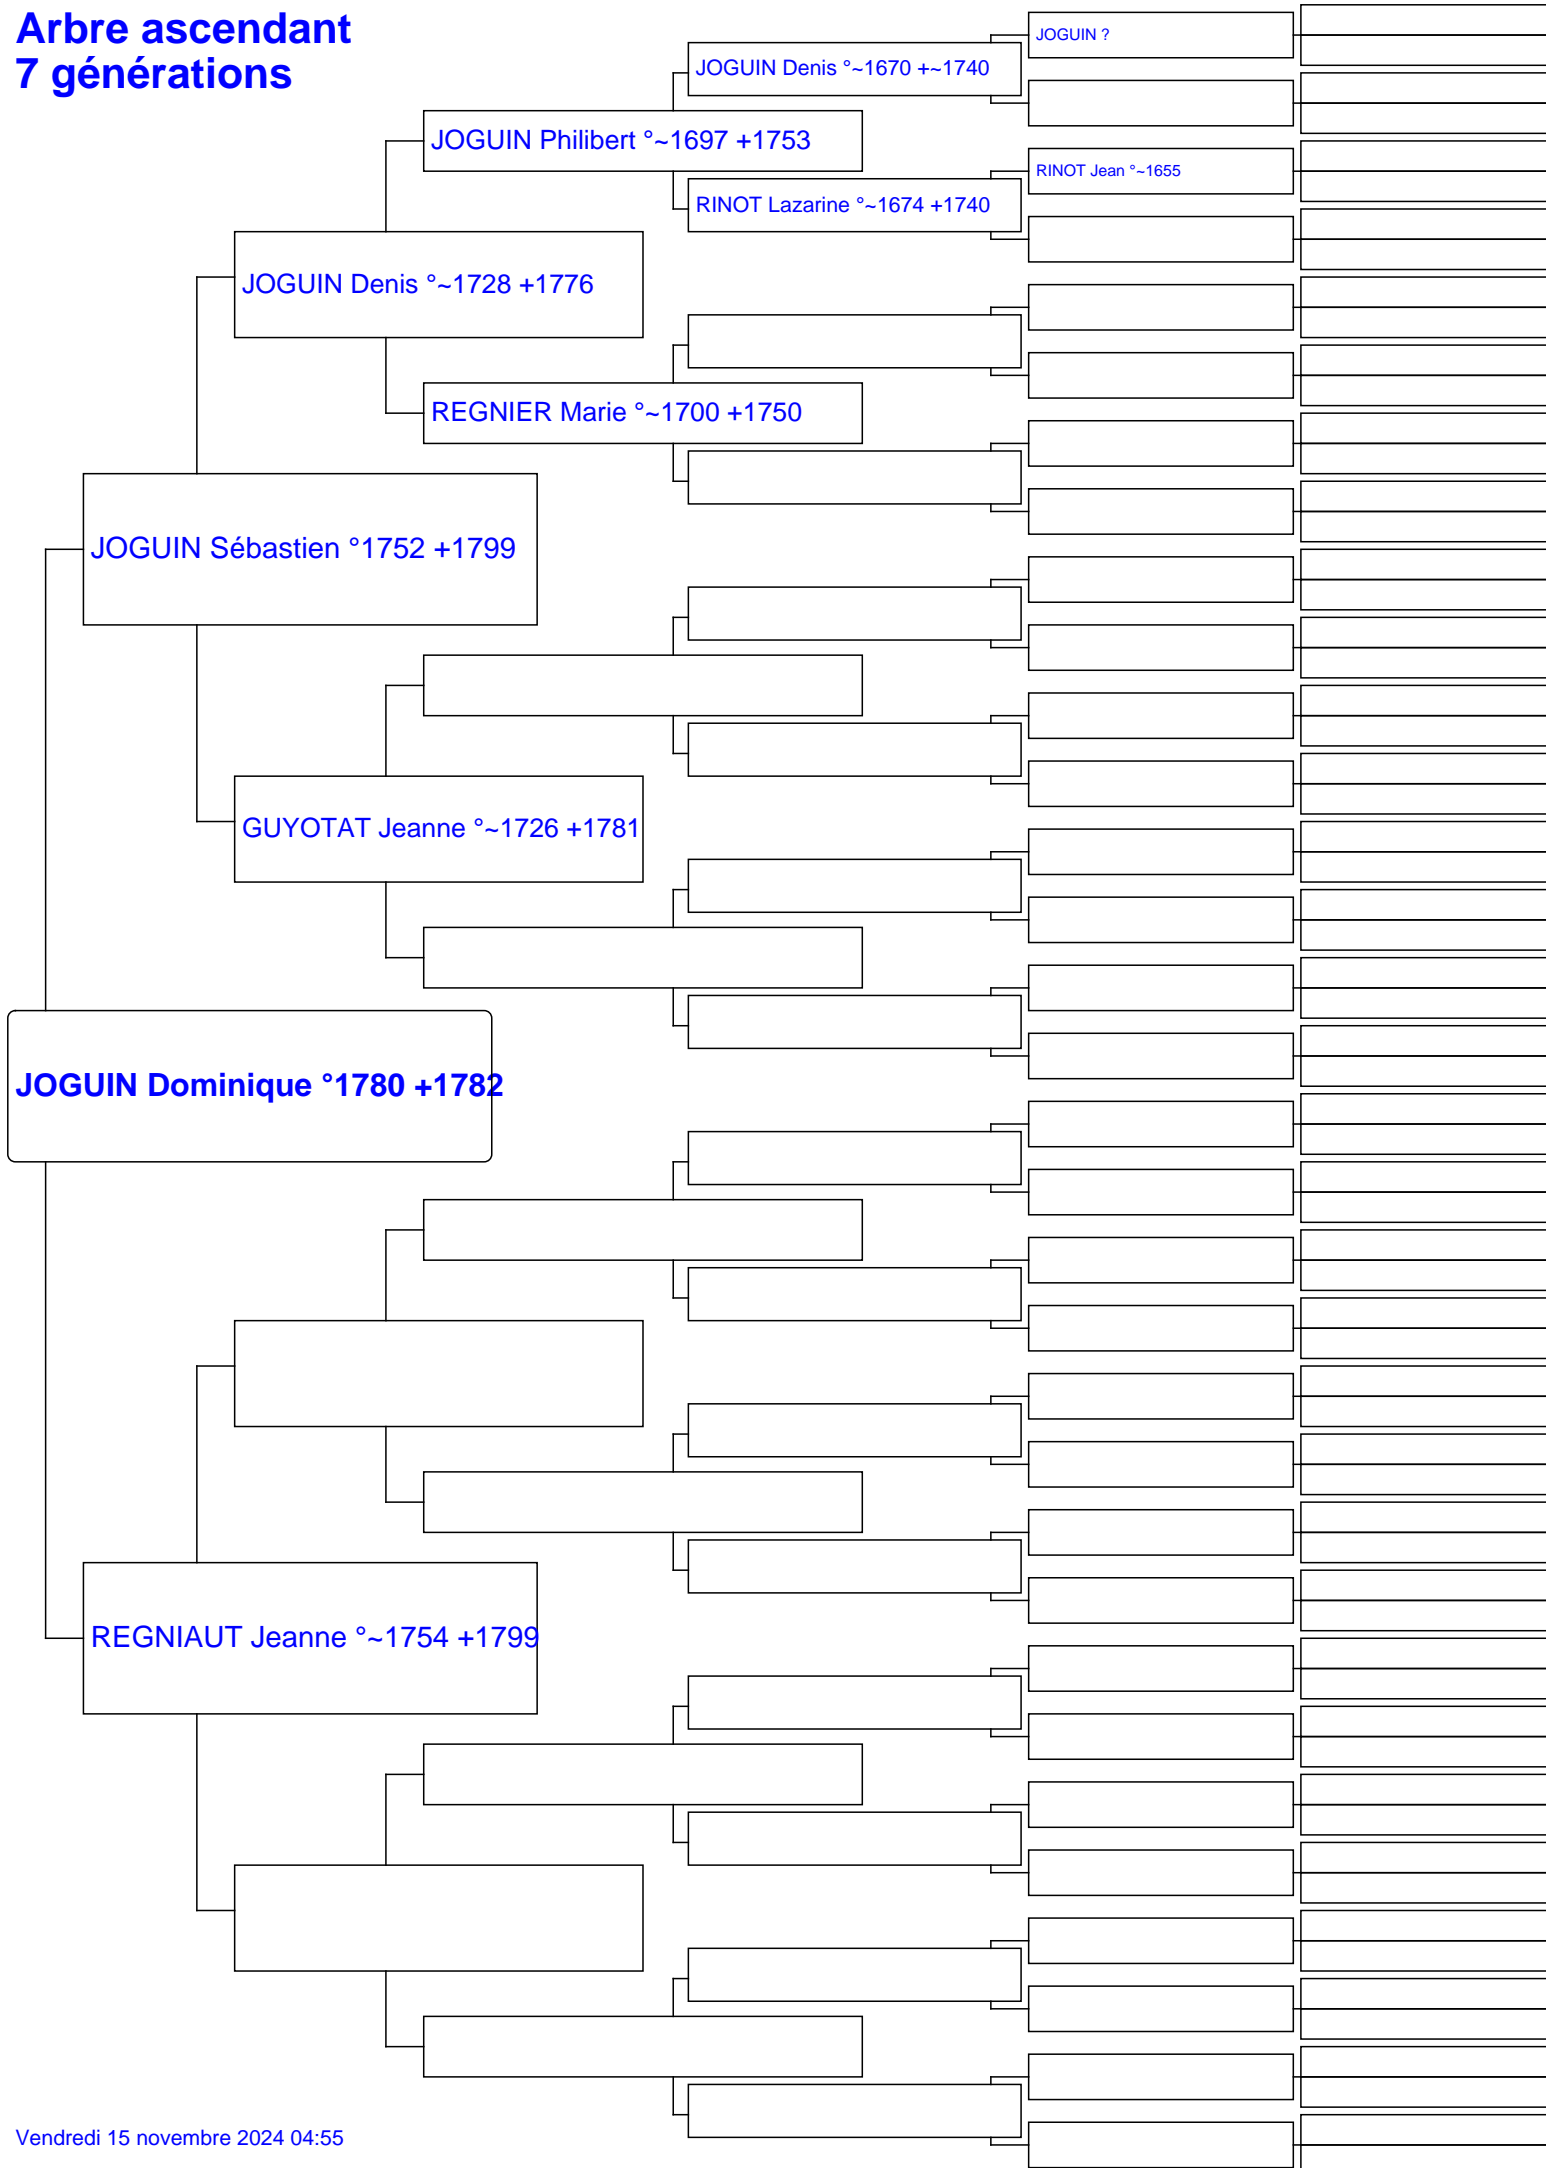 Arbre ascendant
7 générations
JOGUIN ?
JOGUIN Denis °~1670 +~1740
JOGUIN Philibert °~1697 +1753
RINOT Jean °~1655
RINOT Lazarine °~1674 +1740
JOGUIN Denis °~1728 +1776
REGNIER Marie °~1700 +1750
JOGUIN Sébastien °1752 +1799
GUYOTAT Jeanne °~1726 +1781
JOGUIN Dominique °1780 +1782
REGNIAUT Jeanne °~1754 +1799
Vendredi 15 novembre 2024 04:55